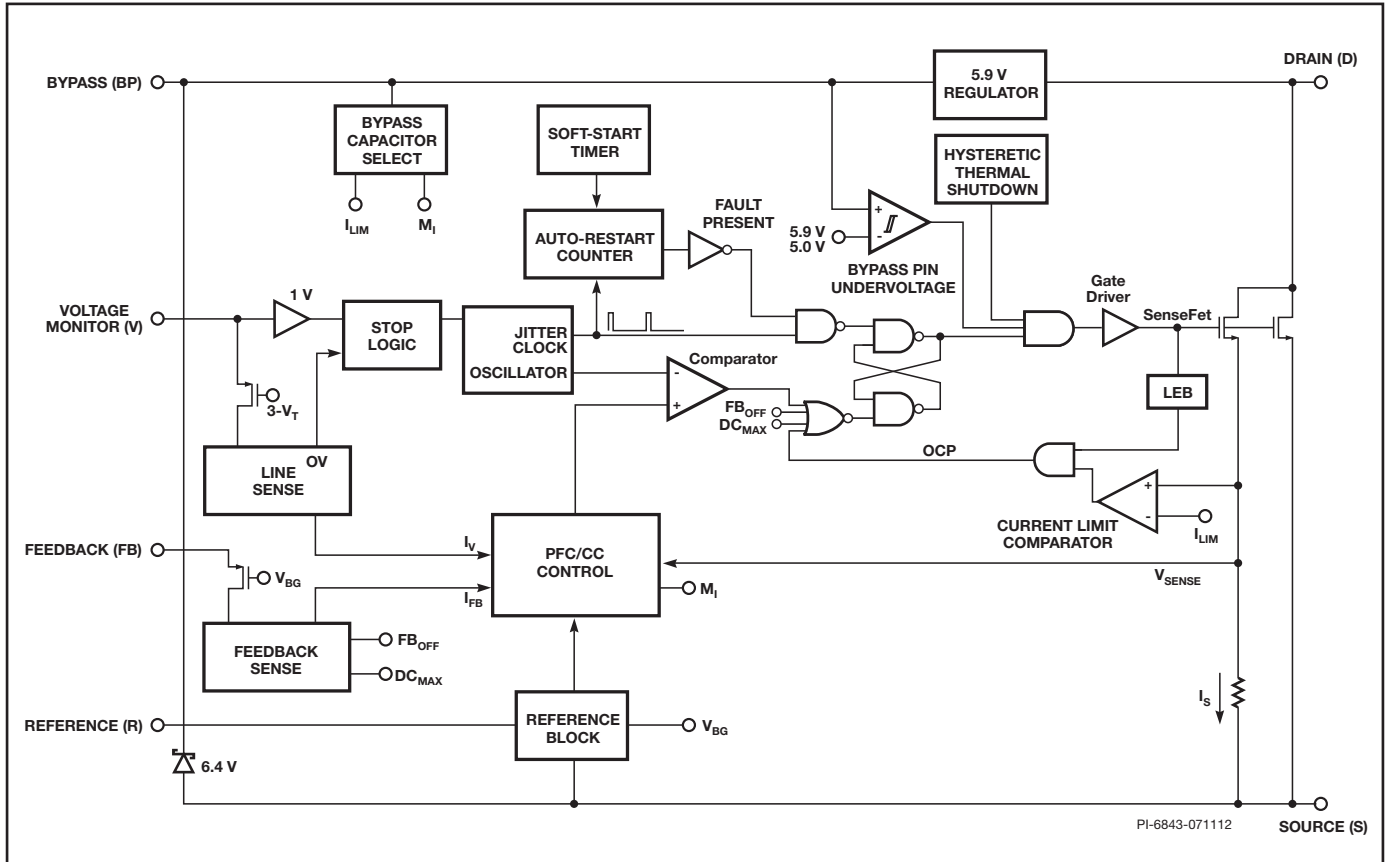 BYPASS (BP)
DRAIN (D)
5.9 V
REGULATOR
BYPASS
CAPACITOR
SELECT
I_LIM
M_I
SOFT-START
TIMER
HYSTERETIC
THERMAL
SHUTDOWN
AUTO-RESTART
COUNTER
FAULT
PRESENT
5.9 V
5.0 V
+
-
BYPASS PIN
UNDERVOLTAGE
Gate
Driver
SenseFet
VOLTAGE
MONITOR (V)
1 V
STOP
LOGIC
JITTER
CLOCK
OSCILLATOR
Comparator
-
+
FB_OFF
DC_MAX
LEB
3-V_T
OV
LINE
SENSE
OCP
+
-
CURRENT LIMIT
COMPARATOR
I_LIM
FEEDBACK (FB)
V_BG
I_V
I_FB
PFC/CC
CONTROL
M_I
V_SENSE
FEEDBACK
SENSE
FB_OFF
DC_MAX
I_S
REFERENCE (R)
REFERENCE
BLOCK
V_BG
6.4 V
PI-6843-071112
SOURCE (S)